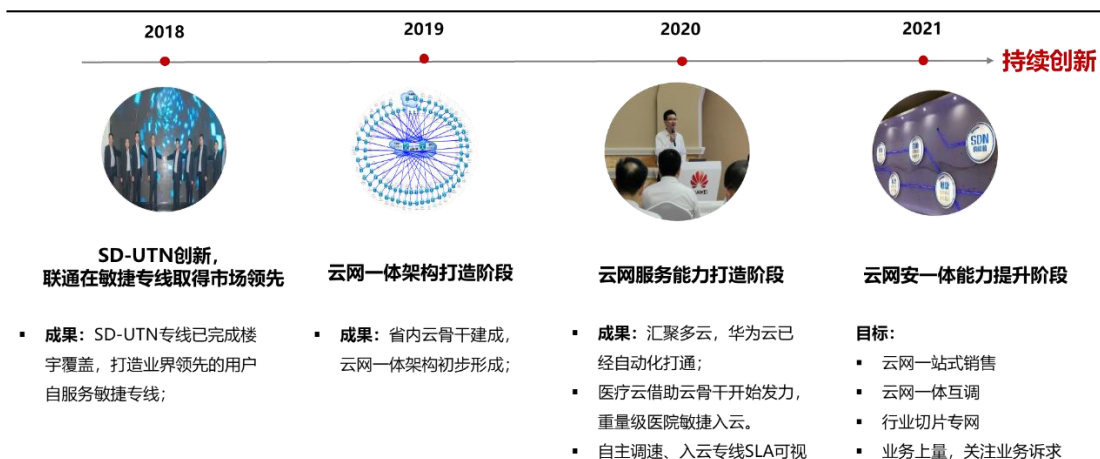 2018
2019
2020
2021
持续创新
SDN
HUAWEI
SD-UTN创新，
联通在敏捷专线取得市场领先
云网一体架构打造阶段
云网服务能力打造阶段
云网安一体能力提升阶段
▪ 成果：SD-UTN专线已完成楼
宇覆盖，打造业界领先的用户
自服务敏捷专线；
▪ 成果：省内云骨干建成，
云网一体架构初步形成；
▪ 成果：汇聚多云，华为云已
经自动化打通；
▪ 医疗云借助云骨干开始发力，
重量级医院敏捷入云。
▪ 自主调速、入云专线SLA可视
目标：
▪ 云网一站式销售
▪ 云网一体互调
▪ 行业切片专网
▪ 业务上量，关注业务诉求